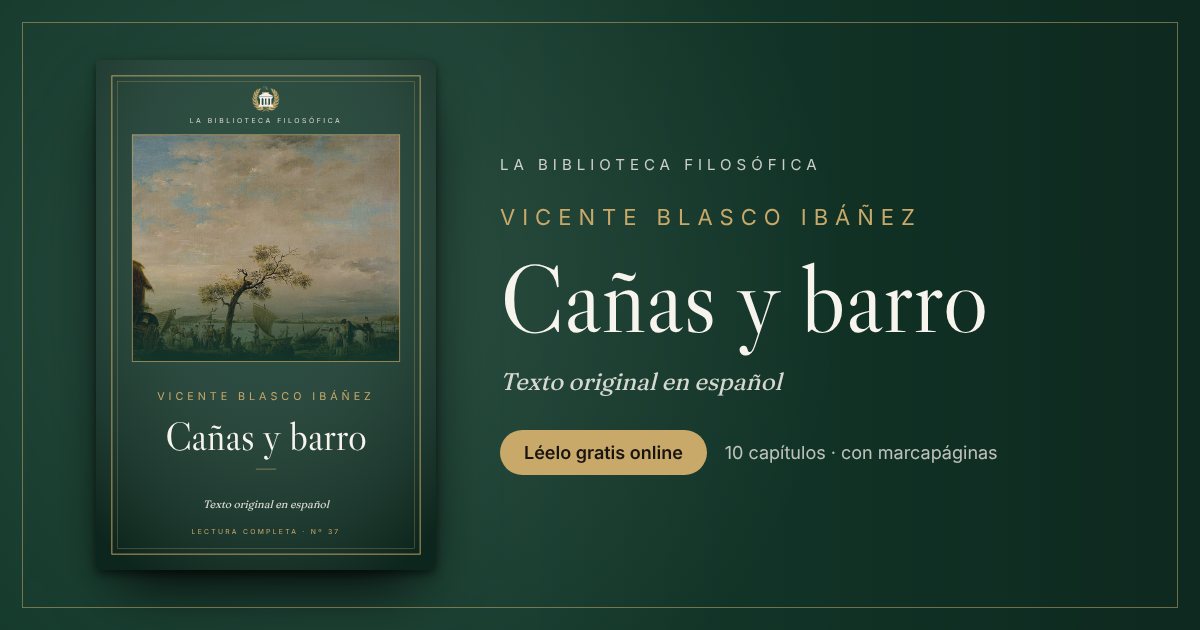 LA BIBLIOTECA FILOSÓFICA
VICENTE BLASCO IBÁÑEZ
Cañas y barro
Texto original en español
LECTURA COMPLETA · Nº 37
LA BIBLIOTECA FILOSÓFICA
VICENTE BLASCO IBÁÑEZ
Cañas y barro
Texto original en español
Léelo gratis online
10 capítulos · con marcapáginas